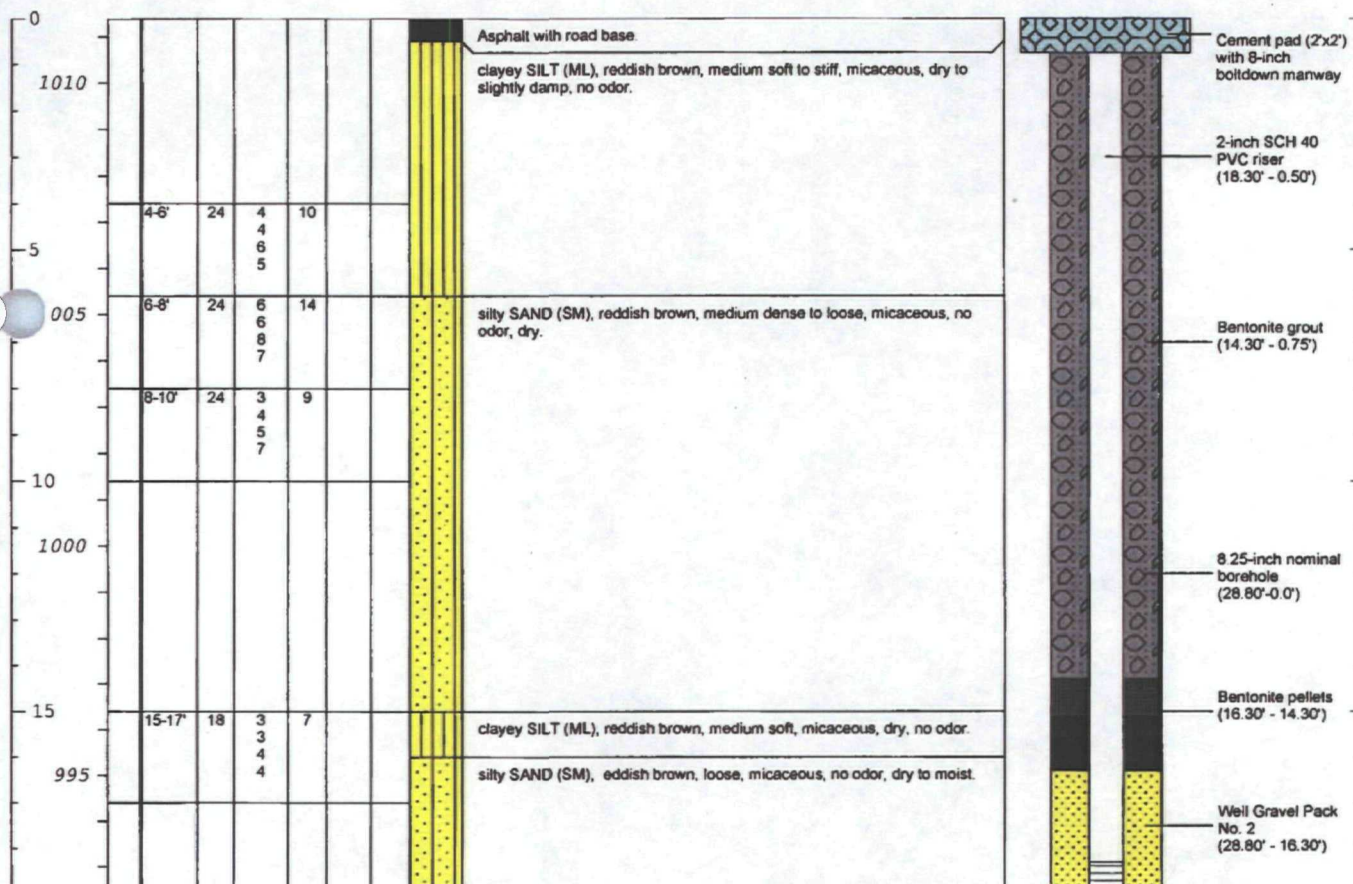 0
Asphalt with road base.
Cement pad (2'x2')
with 8-inch
boltdown manway
clayey SILT (ML), reddish brown, medium soft to stiff, micaceous, dry to
slightly damp, no odor.
1010
2-inch SCH 40
PVC riser
(18.30' - 0.50')
4-6' 24 4 10
4
6
5
5
6-8' 24 6 14
6
8
7
005
silty SAND (SM), reddish brown, medium dense to loose, micaceous, no
odor, dry.
Bentonite grout
(14.30' - 0.75')
8-10' 24 3 9
4
5
7
10
1000
8.25-inch nominal
borehole
(28.80'-0.0')
Bentonite pellets
(16.30' - 14.30')
15
15-17' 18 3 7
3
4
4
clayey SILT (ML), reddish brown, medium soft, micaceous, dry, no odor.
995
silty SAND (SM), eddish brown, loose, micaceous, no odor, dry to moist.
Well Gravel Pack
No. 2
(28.80' - 16.30')